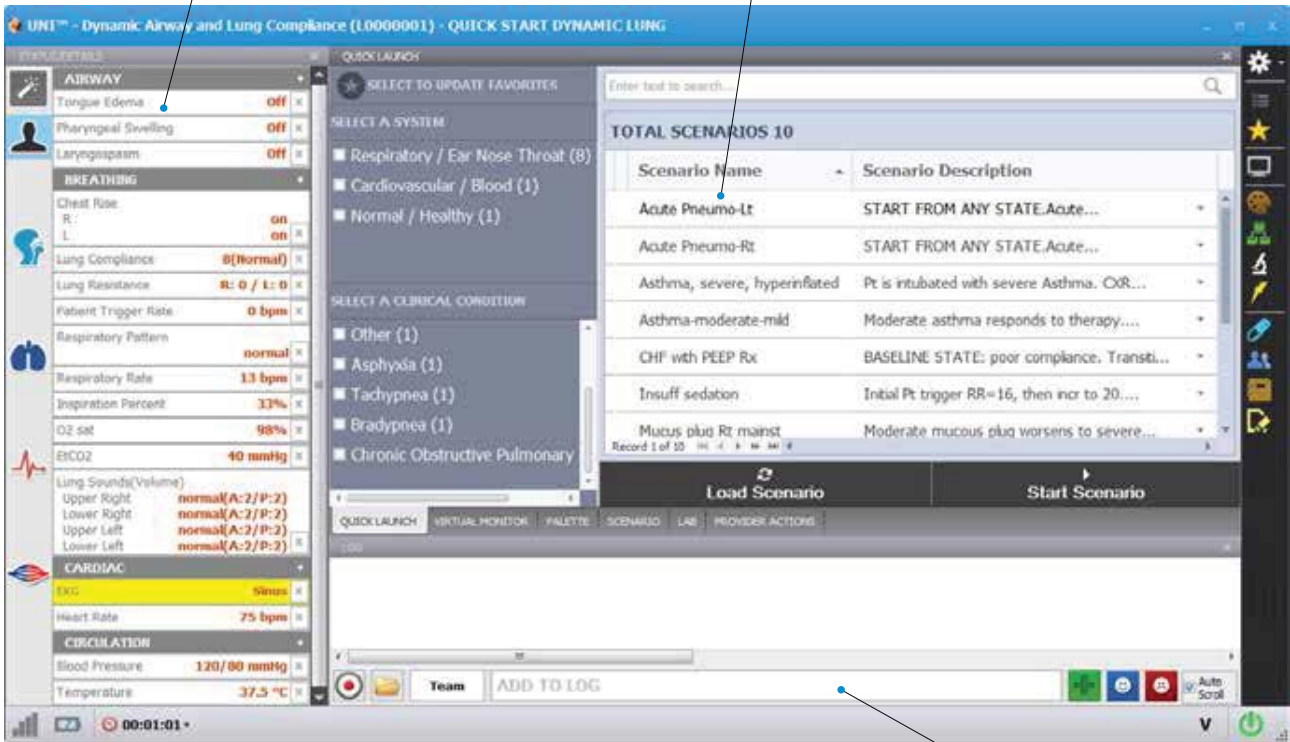 UNI™ - Dynamic Airway and Lung Compliance (L0000001) - QUICK START DYNAMIC LUNG
STATUS/DETAILS
AIRWAY
Tongue Edema Off
Pharyngeal Swelling Off
Laryngospasm Off
BREATHING
Chest Rise
R: on
L: on
Lung Compliance 8(Normal)
Lung Resistance R: 0 / L: 0
Patient Trigger Rate 0 bpm
Respiratory Pattern
normal
Respiratory Rate 13 bpm
Inspiration Percent 33%
O2 sat 98%
EtCO2 40 mmHg
Lung Sounds(Volume)
Upper Right normal(A:2/P:2)
Lower Right normal(A:2/P:2)
Upper Left normal(A:2/P:2)
Lower Left normal(A:2/P:2)
CARDIAC
EKG Sinus
Heart Rate 75 bpm
CIRCULATION
Blood Pressure 120/80 mmHg
Temperature 37.5 °C
00:01:01
QUICK LAUNCH
SELECT TO UPDATE FAVORITES
SELECT A SYSTEM
Respiratory / Ear Nose Throat (8)
Cardiovascular / Blood (1)
Normal / Healthy (1)
SELECT A CLINICAL CONDITION
Other (1)
Asphyxia (1)
Tachypnea (1)
Bradypnea (1)
Chronic Obstructive Pulmonary
Enter text to search...
TOTAL SCENARIOS 10
Scenario Name Scenario Description
Acute Pneumo-Lt START FROM ANY STATE.Acute...
Acute Pneumo-Rt START FROM ANY STATE.Acute...
Asthma, severe, hyperinflated Pt is intubated with severe Asthma. CXR...
Asthma-moderate-mild Moderate asthma responds to therapy....
CHF with PEEP Rx BASELINE STATE: poor compliance. Transiti...
Insuff sedation Initial Pt trigger RR=16, then incr to 20....
Mucus plug Rt mainst Moderate mucous plug worsens to severe...
Record 1 of 10
Load Scenario Start Scenario
QUICK LAUNCH VIRTUAL MONITOR PALETTE SCENARIO LAB PROVIDER ACTIONS
LOG
Team ADD TO LOG Auto Scroll
V